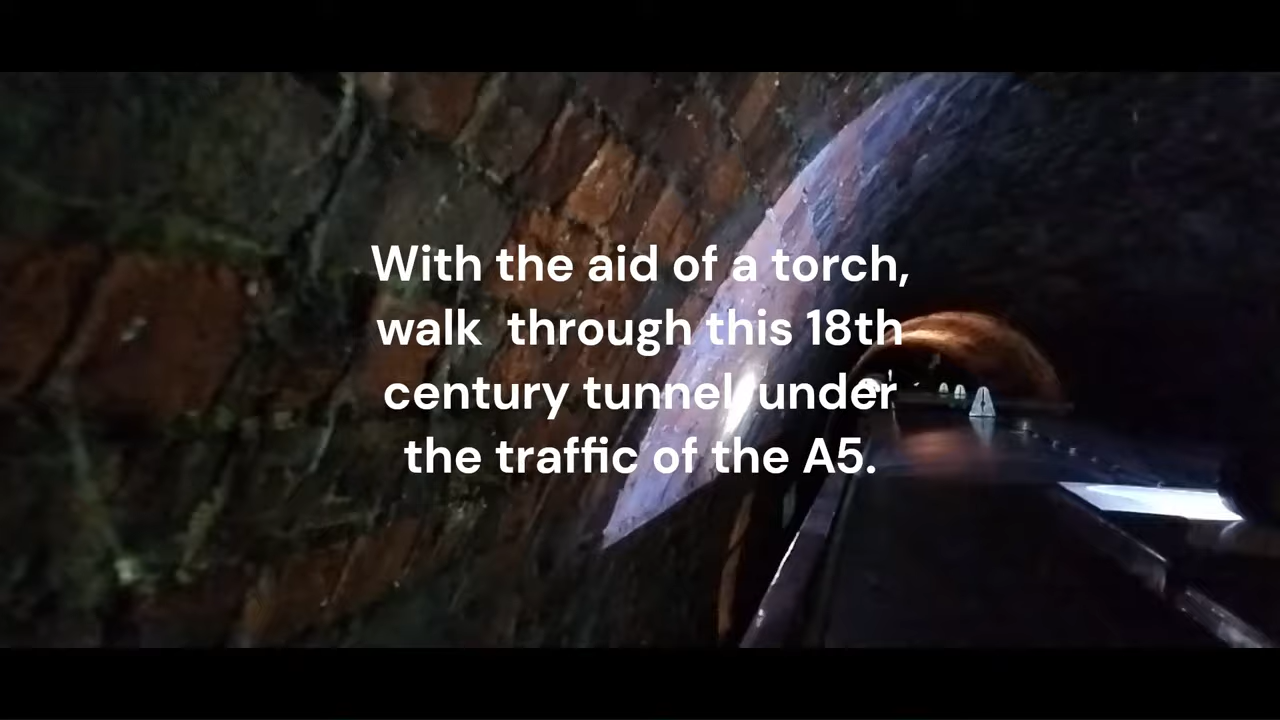 With the aid of a torch,
walk  through this 18th
century tunnel, under
the traffic of the A5.